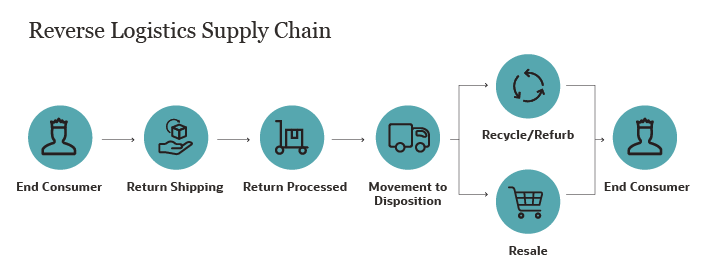 Reverse Logistics Supply Chain
End Consumer
Return Shipping
Return Processed
Movement to
Disposition
Recycle/Refurb
Resale
End Consumer